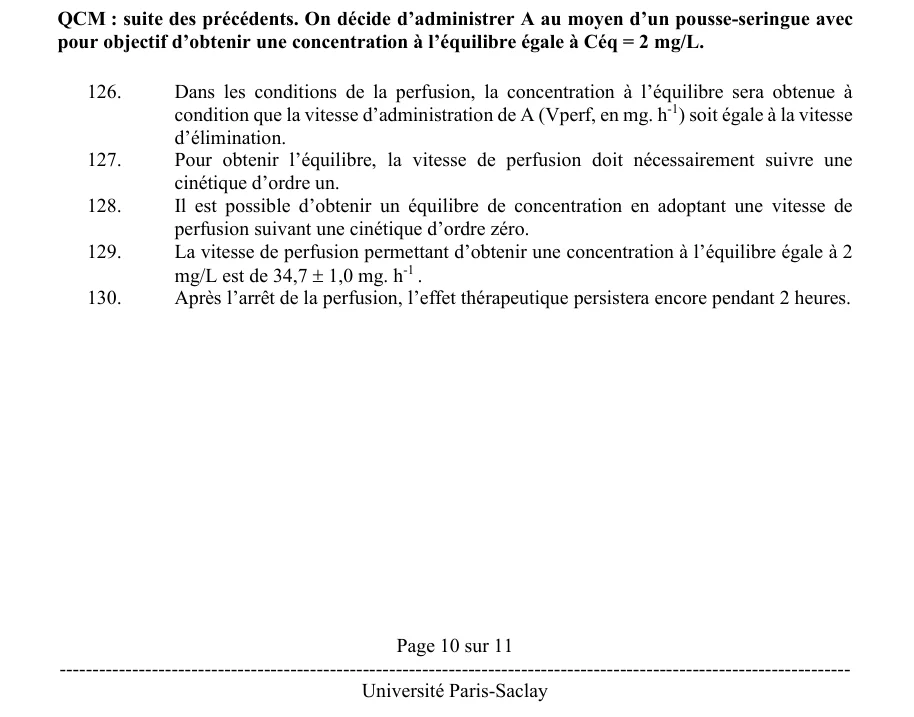 QCM : suite des précédents. On décide d’administrer A au moyen d’un pousse-seringue avec
pour objectif d’obtenir une concentration à l’équilibre égale à Céq = 2 mg/L.
126. Dans les conditions de la perfusion, la concentration à l’équilibre sera obtenue à
condition que la vitesse d’administration de A (Vperf, en mg. h⁻¹) soit égale à la vitesse
d’élimination.
127. Pour obtenir l’équilibre, la vitesse de perfusion doit nécessairement suivre une
cinétique d’ordre un.
128. Il est possible d’obtenir un équilibre de concentration en adoptant une vitesse de
perfusion suivant une cinétique d’ordre zéro.
129. La vitesse de perfusion permettant d’obtenir une concentration à l’équilibre égale à 2
mg/L est de 34,7 ± 1,0 mg. h⁻¹ .
130. Après l’arrêt de la perfusion, l’effet thérapeutique persistera encore pendant 2 heures.
Page 10 sur 11
Université Paris-Saclay